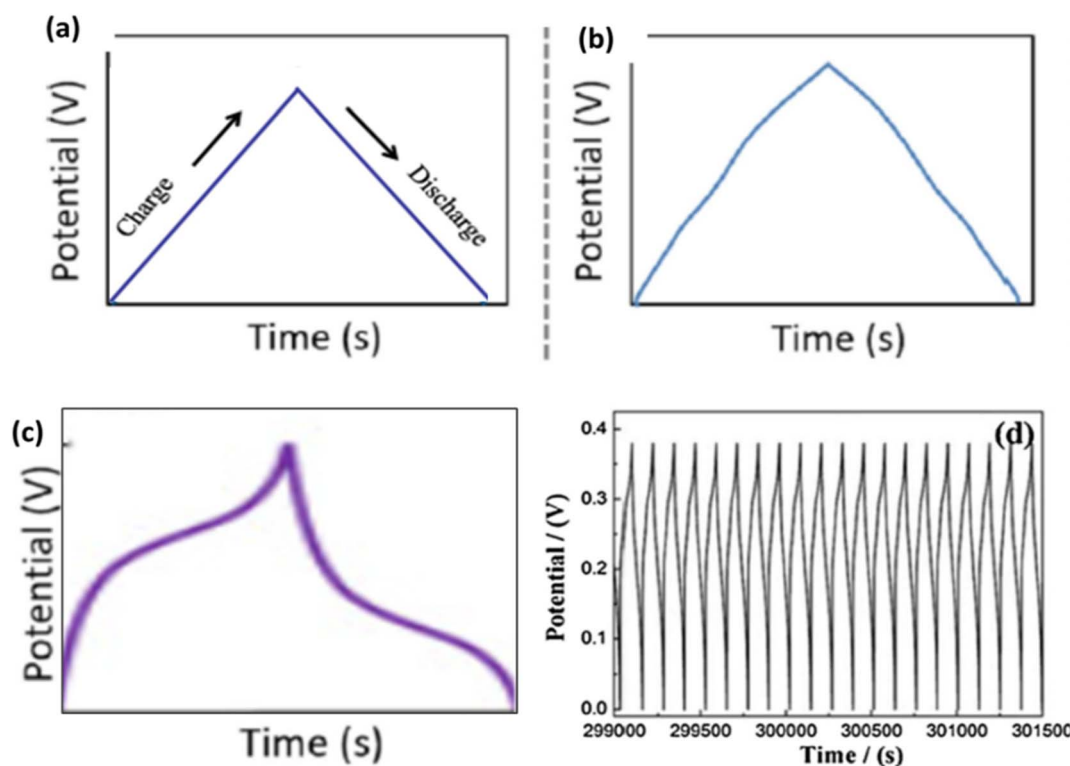 (a)
Potential (V)
Charge
Discharge
Time (s)
(b)
Potential (V)
Time (s)
(c)
Potential (V)
Time (s)
(d)
Potential / (V)
0.4
0.3
0.2
0.1
0.0
299000 299500 300000 300500 301000 301500
Time / (s)